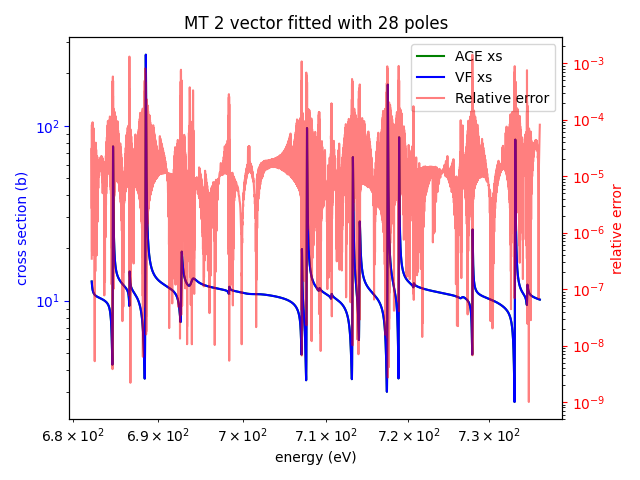 MT 2 vector fitted with 28 poles
ACE xs
VF xs
Relative error
cross section (b)
10²
10¹
relative error
10⁻³
10⁻⁴
10⁻⁵
10⁻⁶
10⁻⁷
10⁻⁸
10⁻⁹
6.8 × 10² 6.9 × 10² 7 × 10² 7.1 × 10² 7.2 × 10² 7.3 × 10²
energy (eV)